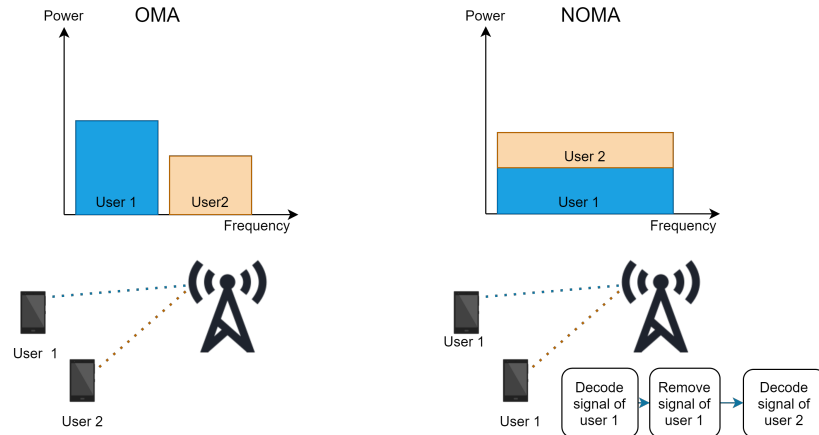 OMA
Power
User 1
User2
Frequency
User 1
User 2
NOMA
Power
User 2
User 1
Frequency
User 1
User 1
Decode
signal of
user 1
Remove
signal of
user 1
Decode
signal of
user 2